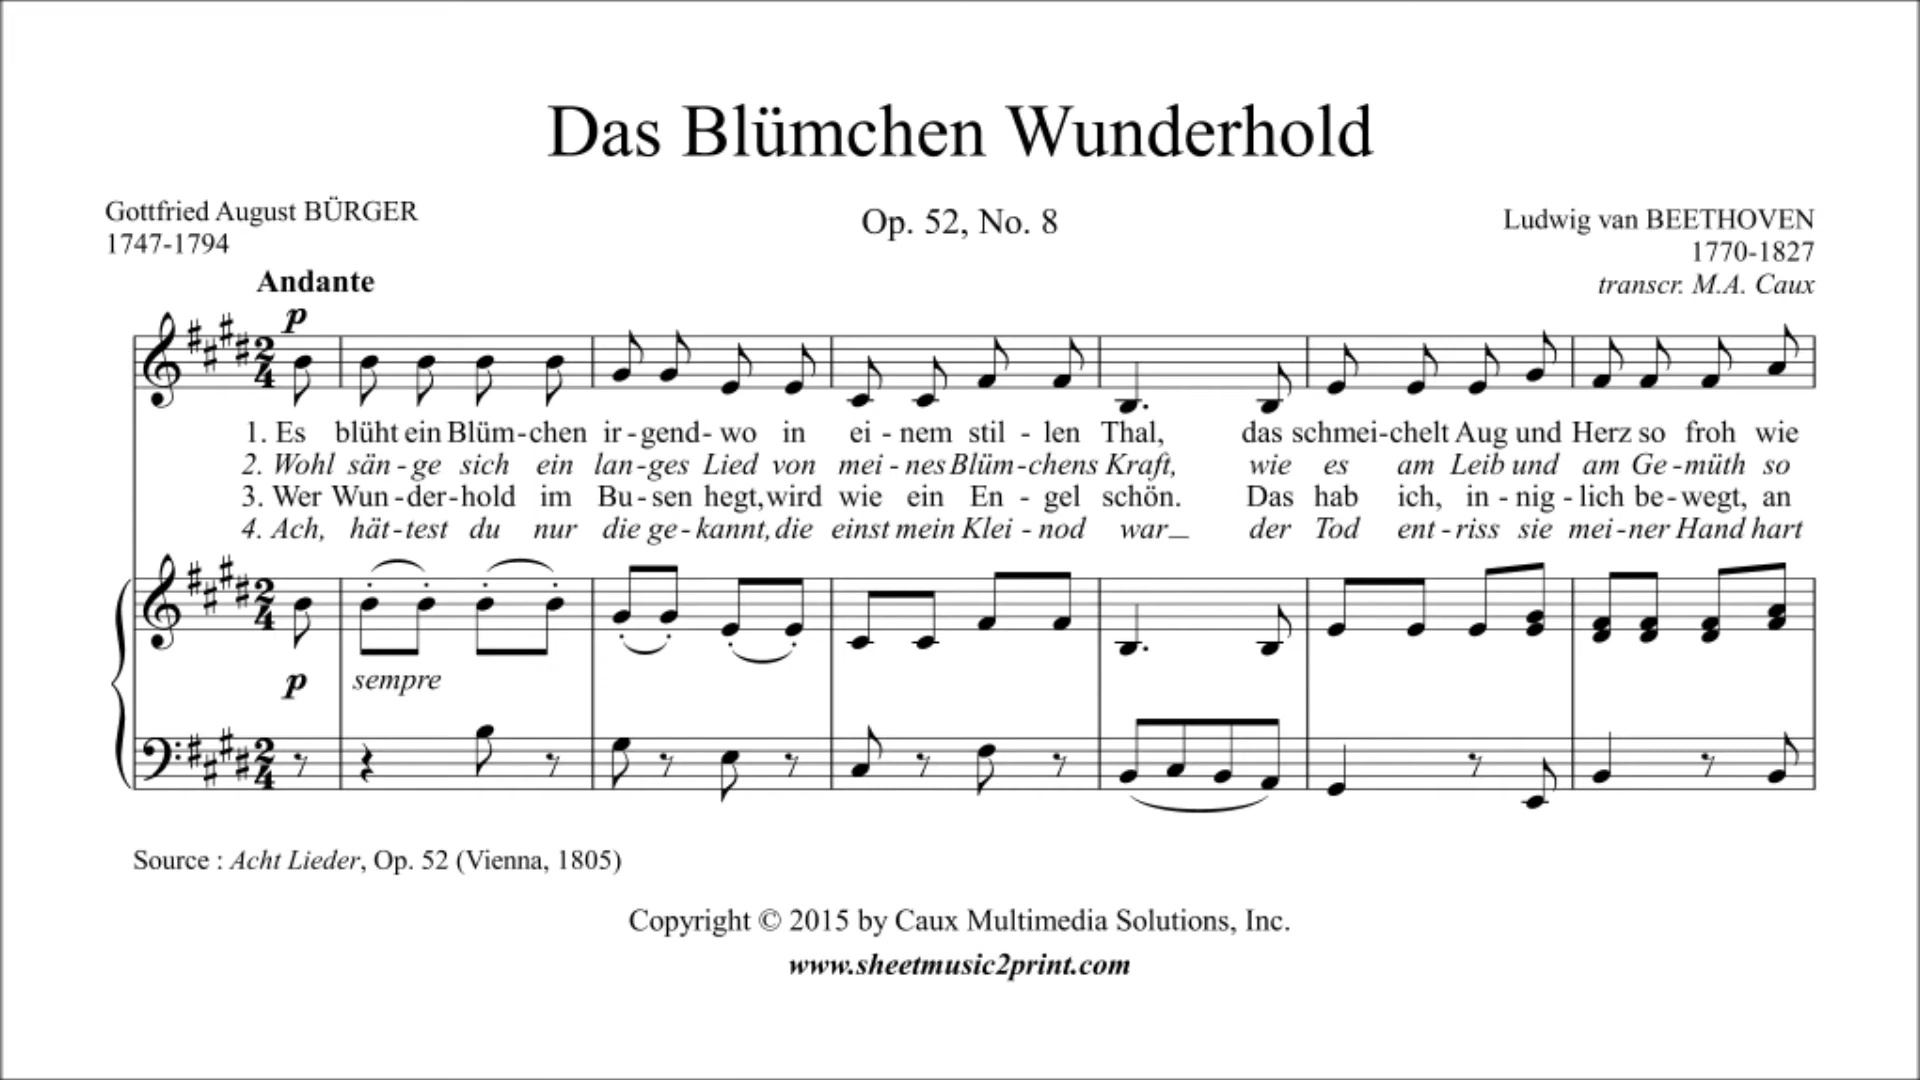 Das Blümchen Wunderhold
Gottfried August BÜRGER
1747-1794
Op. 52, No. 8
Ludwig van BEETHOVEN
1770-1827
transcr. M.A. Caux
Andante
p
2
4
1. Es blüht ein Blüm-chen ir-gend-wo in ei-nem stil-len Thal, das schmei-chelt Aug und Herz so froh wie
2. Wohl sän-ge sich ein lan-ges Lied von mei-nes Blüm-chens Kraft, wie es am Leib und am Ge-müth so
3. Wer Wun-der-hold im Bu-sen hegt, wird wie ein En-gel schön. Das hab ich, in-nig-lich be-wegt, an
4. Ach, hät-test du nur die ge-kannt, die einst mein Klei-nod war_ der Tod ent-riss sie mei-ner Hand hart
2
4
p sempre
2
4
Source : Acht Lieder, Op. 52 (Vienna, 1805)
Copyright © 2015 by Caux Multimedia Solutions, Inc.
www.sheetmusic2print.com